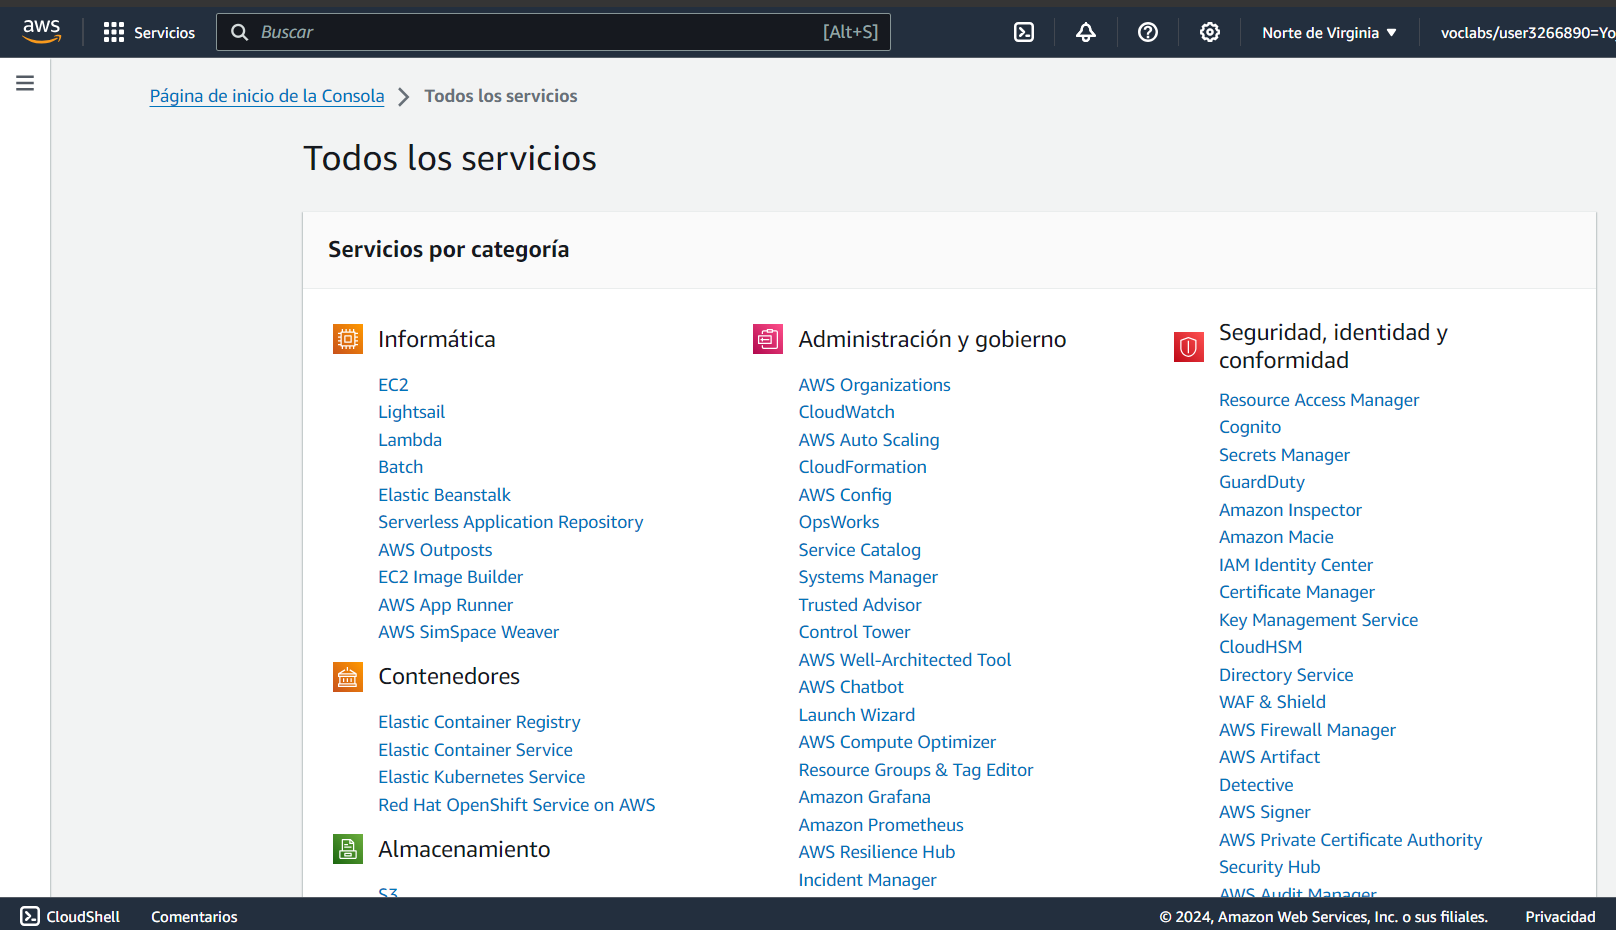 aws
Servicios
Buscar
[Alt+S]
Norte de Virginia
voclabs/user3266890=Yo
Página de inicio de la Consola
Todos los servicios
Todos los servicios
Servicios por categoría
Informática
EC2
Lightsail
Lambda
Batch
Elastic Beanstalk
Serverless Application Repository
AWS Outposts
EC2 Image Builder
AWS App Runner
AWS SimSpace Weaver
Contenedores
Elastic Container Registry
Elastic Container Service
Elastic Kubernetes Service
Red Hat OpenShift Service on AWS
Almacenamiento
S3
Administración y gobierno
AWS Organizations
CloudWatch
AWS Auto Scaling
CloudFormation
AWS Config
OpsWorks
Service Catalog
Systems Manager
Trusted Advisor
Control Tower
AWS Well-Architected Tool
AWS Chatbot
Launch Wizard
AWS Compute Optimizer
Resource Groups & Tag Editor
Amazon Grafana
Amazon Prometheus
AWS Resilience Hub
Incident Manager
Seguridad, identidad y
conformidad
Resource Access Manager
Cognito
Secrets Manager
GuardDuty
Amazon Inspector
Amazon Macie
IAM Identity Center
Certificate Manager
Key Management Service
CloudHSM
Directory Service
WAF & Shield
AWS Firewall Manager
AWS Artifact
Detective
AWS Signer
AWS Private Certificate Authority
Security Hub
AWS Audit Manager
CloudShell
Comentarios
© 2024, Amazon Web Services, Inc. o sus filiales.
Privacidad